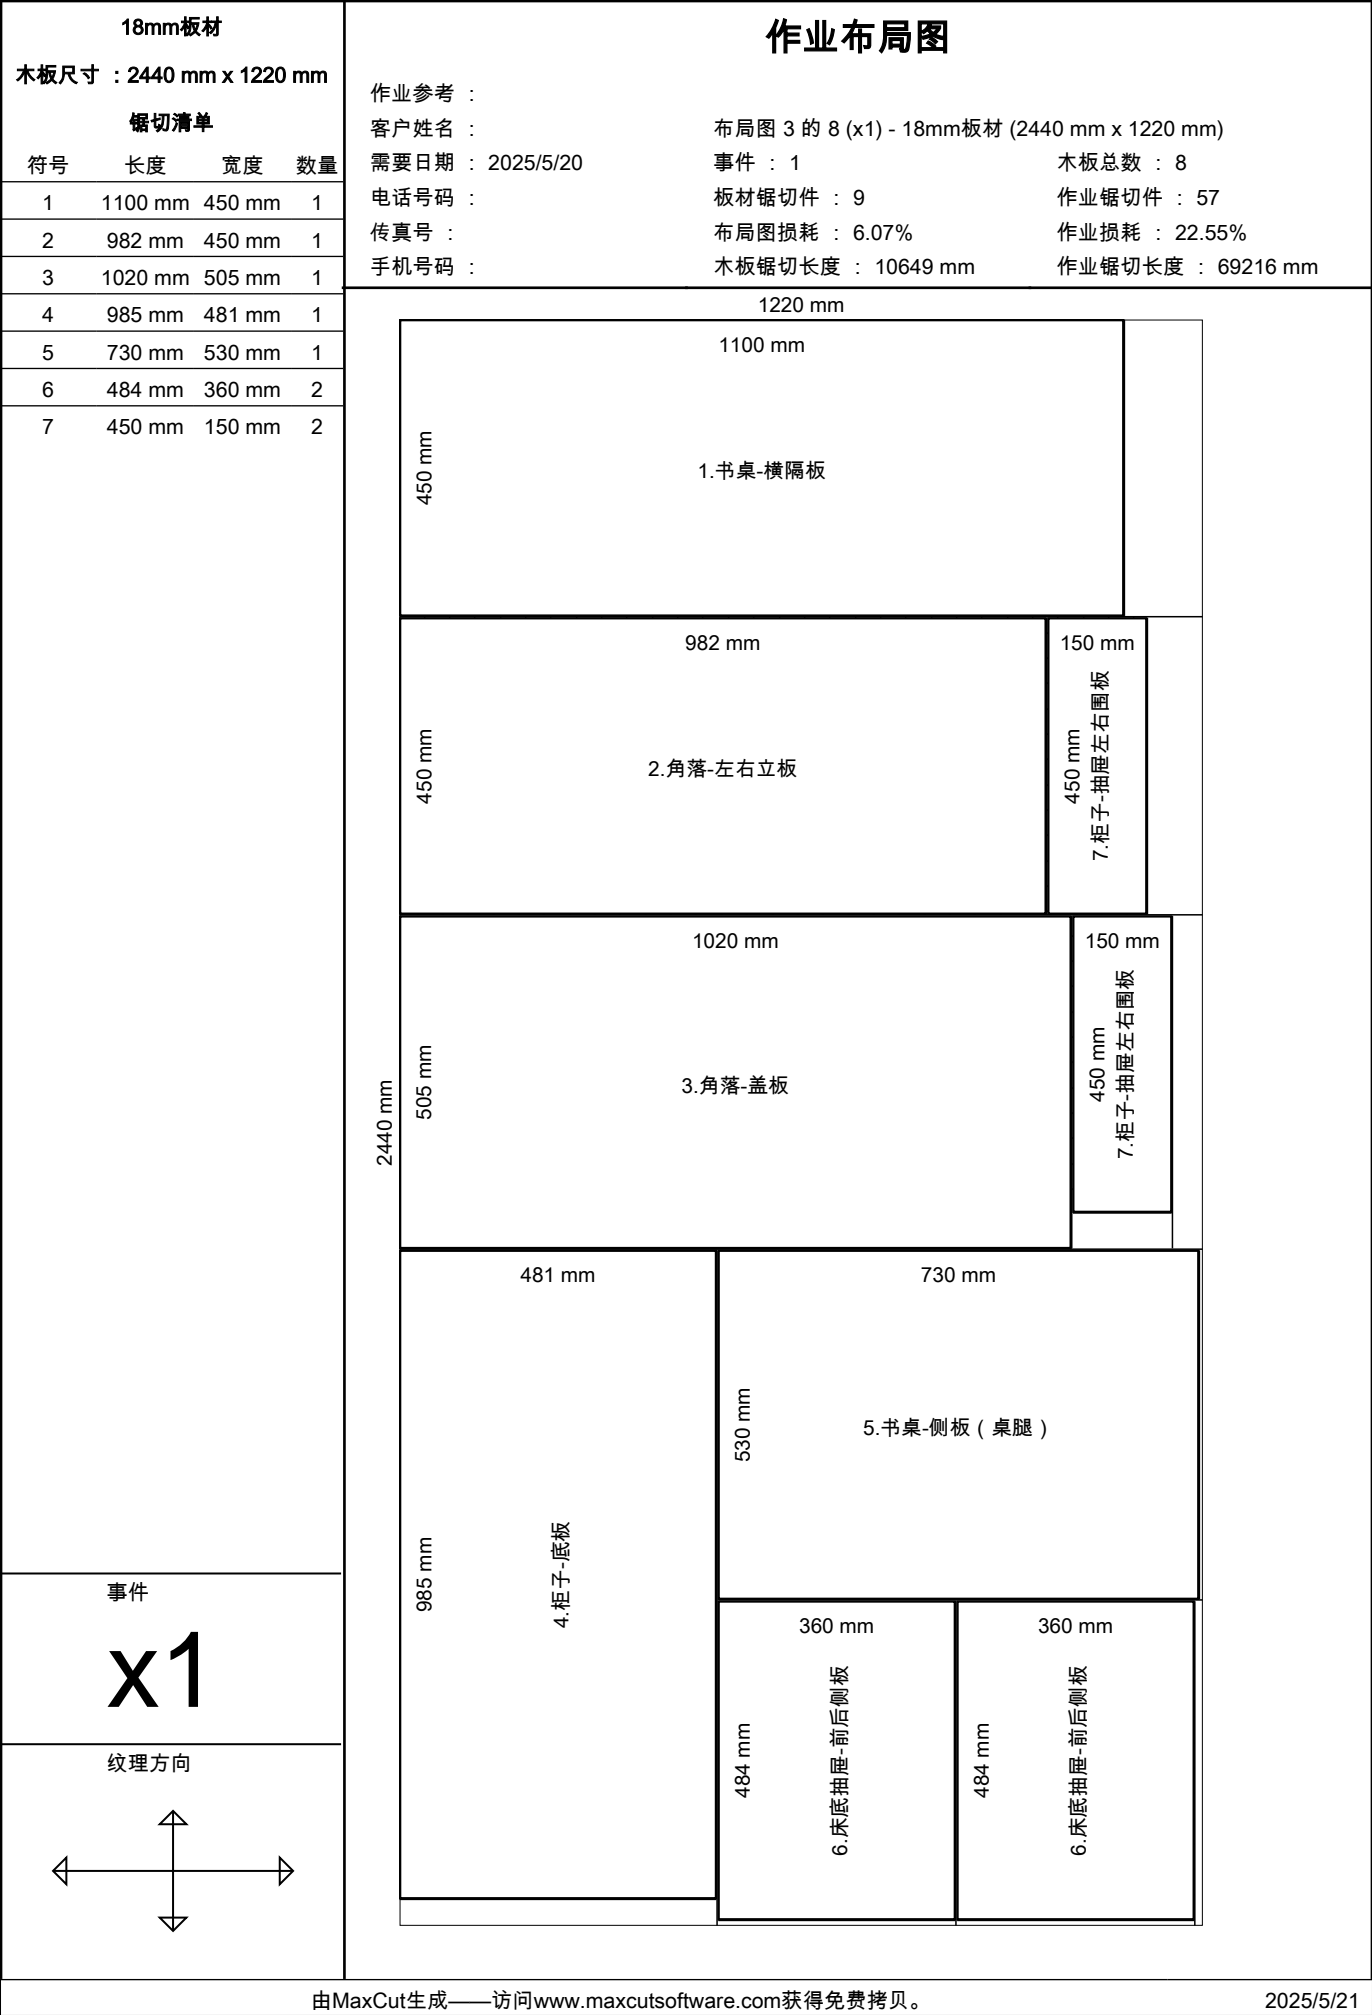 18mm板材
木板尺寸 : 2440 mm x 1220 mm
锯切清单
符号 长度 宽度 数量
1 1100 mm 450 mm 1
2 982 mm 450 mm 1
3 1020 mm 505 mm 1
4 985 mm 481 mm 1
5 730 mm 530 mm 1
6 484 mm 360 mm 2
7 450 mm 150 mm 2
作业布局图
作业参考 :
客户姓名 : 布局图 3 的 8 (x1) - 18mm板材 (2440 mm x 1220 mm)
需要日期 : 2025/5/20 事件 : 1 木板总数 : 8
电话号码 : 板材锯切件 : 9 作业锯切件 : 57
传真号 : 布局图损耗 : 6.07% 作业损耗 : 22.55%
手机号码 : 木板锯切长度 : 10649 mm 作业锯切长度 : 69216 mm
1220 mm
2440 mm
1100 mm
450 mm
1.书桌-横隔板
982 mm
450 mm
2.角落-左右立板
150 mm
450 mm
7.柜子-抽屉左右围板
1020 mm
505 mm
3.角落-盖板
150 mm
450 mm
7.柜子-抽屉左右围板
481 mm
985 mm
4.柜子-底板
730 mm
530 mm
5.书桌-侧板（桌腿）
360 mm
484 mm
6.床底抽屉-前后侧板
360 mm
484 mm
6.床底抽屉-前后侧板
事件
x1
纹理方向
由MaxCut生成——访问www.maxcutsoftware.com获得免费拷贝。
2025/5/21